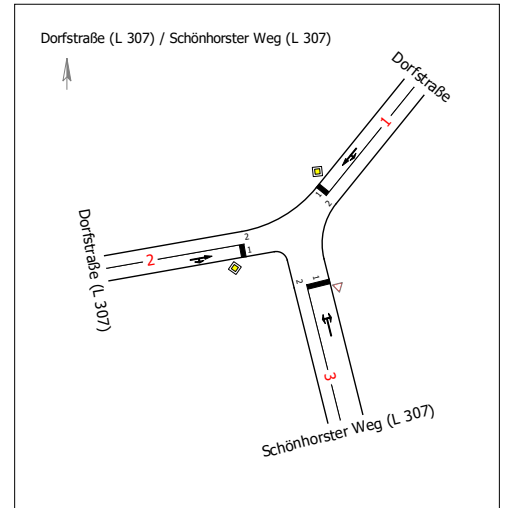 Dorfstraße (L 307) / Schönhorster Weg (L 307)
Dorfstraße
1
1
2
Dorfstraße (L 307)
2
2
1
2
1
3
Schönhorster Weg (L 307)